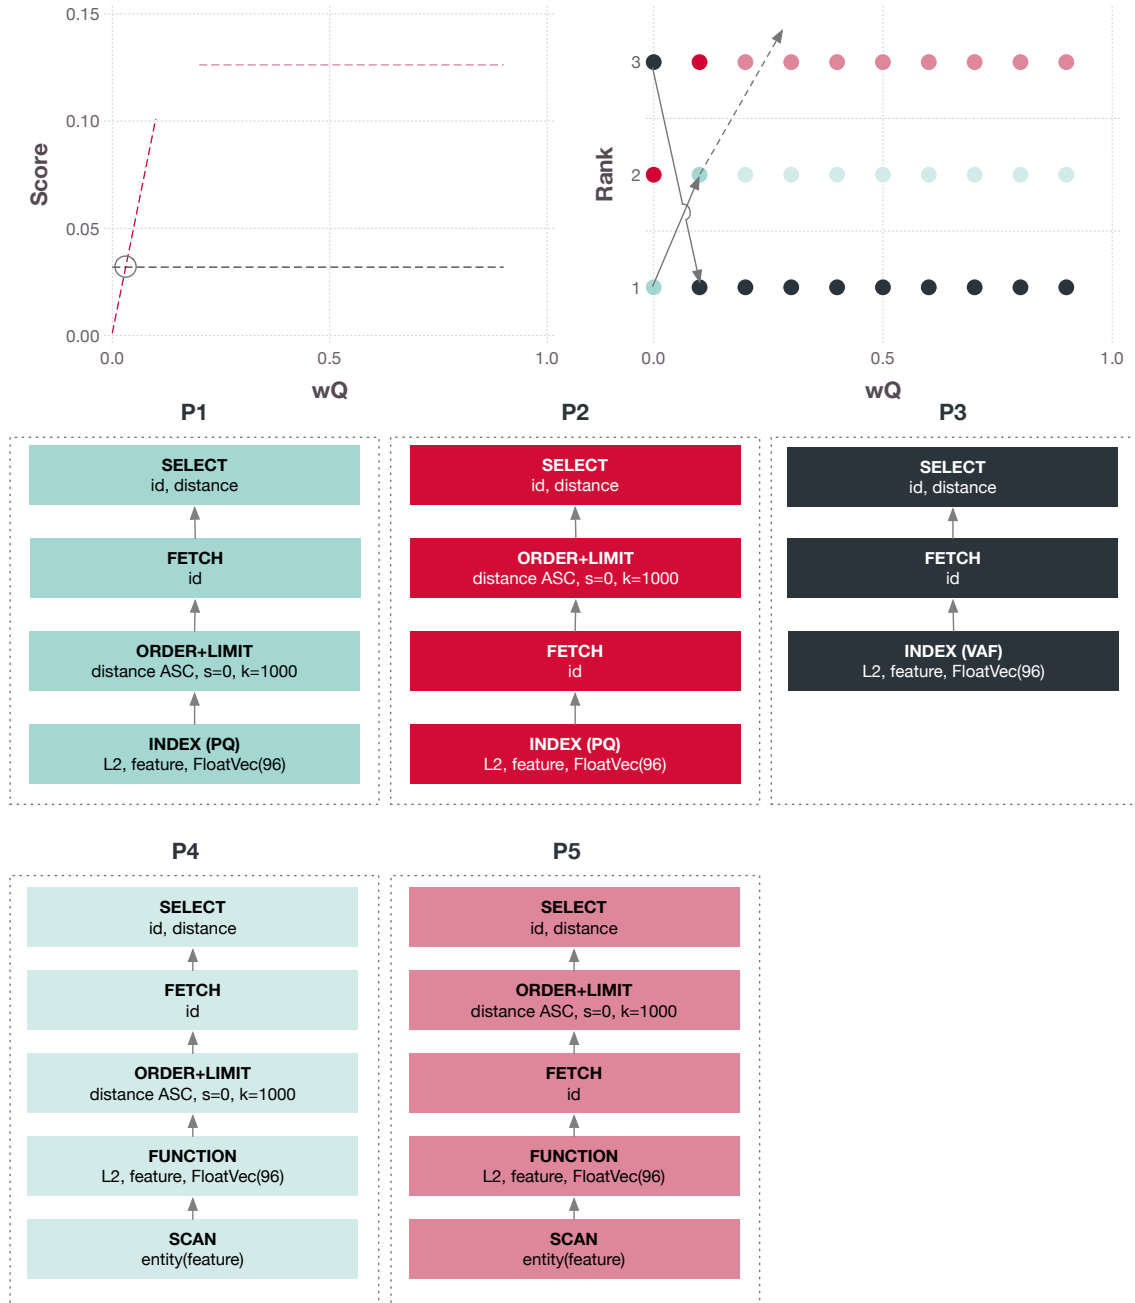 0.15
0.10
0.05
0.00
Score
0.0
0.5
1.0
wQ
3
2
1
Rank
0.0
0.5
1.0
wQ
P1
SELECT
id, distance
FETCH
id
ORDER+LIMIT
distance ASC, s=0, k=1000
INDEX (PQ)
L2, feature, FloatVec(96)
P2
SELECT
id, distance
ORDER+LIMIT
distance ASC, s=0, k=1000
FETCH
id
INDEX (PQ)
L2, feature, FloatVec(96)
P3
SELECT
id, distance
FETCH
id
INDEX (VAF)
L2, feature, FloatVec(96)
P4
SELECT
id, distance
FETCH
id
ORDER+LIMIT
distance ASC, s=0, k=1000
FUNCTION
L2, feature, FloatVec(96)
SCAN
entity(feature)
P5
SELECT
id, distance
ORDER+LIMIT
distance ASC, s=0, k=1000
FETCH
id
FUNCTION
L2, feature, FloatVec(96)
SCAN
entity(feature)